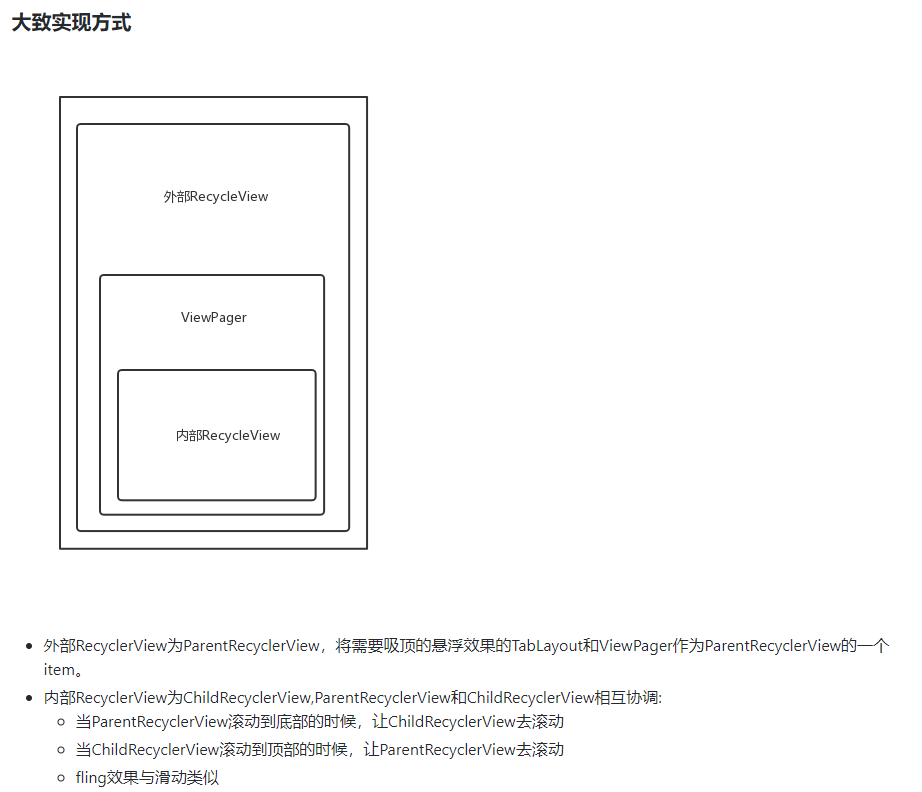 大致实现方式
外部RecycleView
ViewPager
内部RecycleView
外部RecyclerView为ParentRecyclerView，将需要吸顶的悬浮效果的TabLayout和ViewPager作为ParentRecyclerView的一个
item。
内部RecyclerView为ChildRecyclerView,ParentRecyclerView和ChildRecyclerView相互协调:
当ParentRecyclerView滚动到底部的时候，让ChildRecyclerView去滚动
当ChildRecyclerView滚动到顶部的时候，让ParentRecyclerView去滚动
fling效果与滑动类似